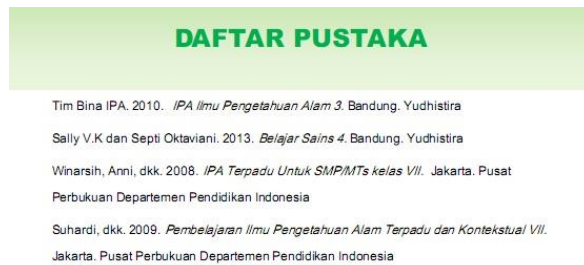 DAFTAR PUSTAKA
Tim Bina IPA. 2010. IPA Ilmu Pengetahuan Alam 3. Bandung. Yudhistira
Sally V.K dan Septi Oktaviani. 2013. Belajar Sains 4. Bandung. Yudhistira
Winarsih, Anni, dkk. 2008. IPA Terpadu Untuk SMP/MTs kelas VII. Jakarta. Pusat
Perbukuan Departemen Pendidikan Indonesia
Suhardi, dkk. 2009. Pembelajaran Ilmu Pengetahuan Alam Terpadu dan Kontekstual VII.
Jakarta. Pusat Perbukuan Departemen Pendidikan Indonesia